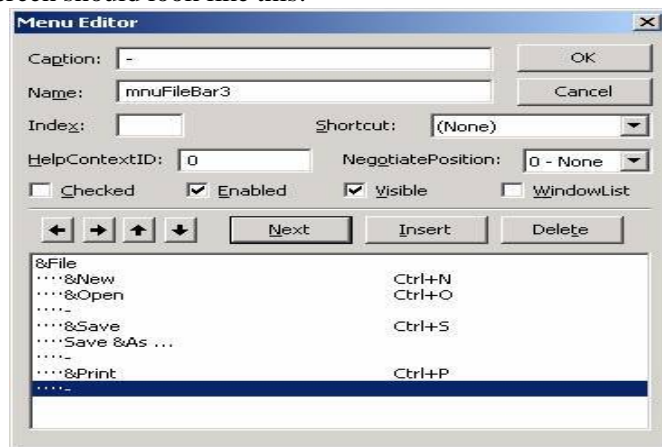 screen should look like this:
Menu Editor
Caption: -
OK
Name: mnuFileBar3
Cancel
Index: Shortcut: (None)
HelpContextID: 0 NegotiatePosition: 0 - None
Checked Enabled Visible WindowList
Next Insert Delete
&File
····&New Ctrl+N
····&Open Ctrl+O
····-
····&Save Ctrl+S
····Save &As ...
····-
····&Print Ctrl+P
····-